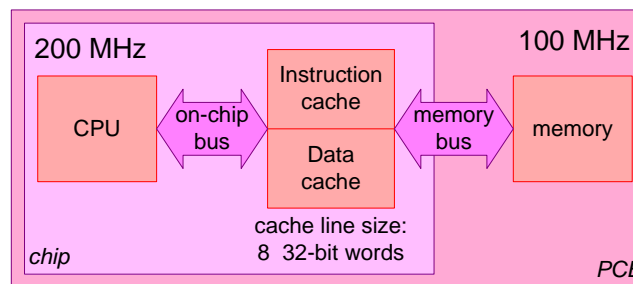 200 MHz
100 MHz
Instruction
cache
CPU
on-chip
bus
memory
bus
memory
Data
cache
cache line size:
8 32-bit words
chip
PCB